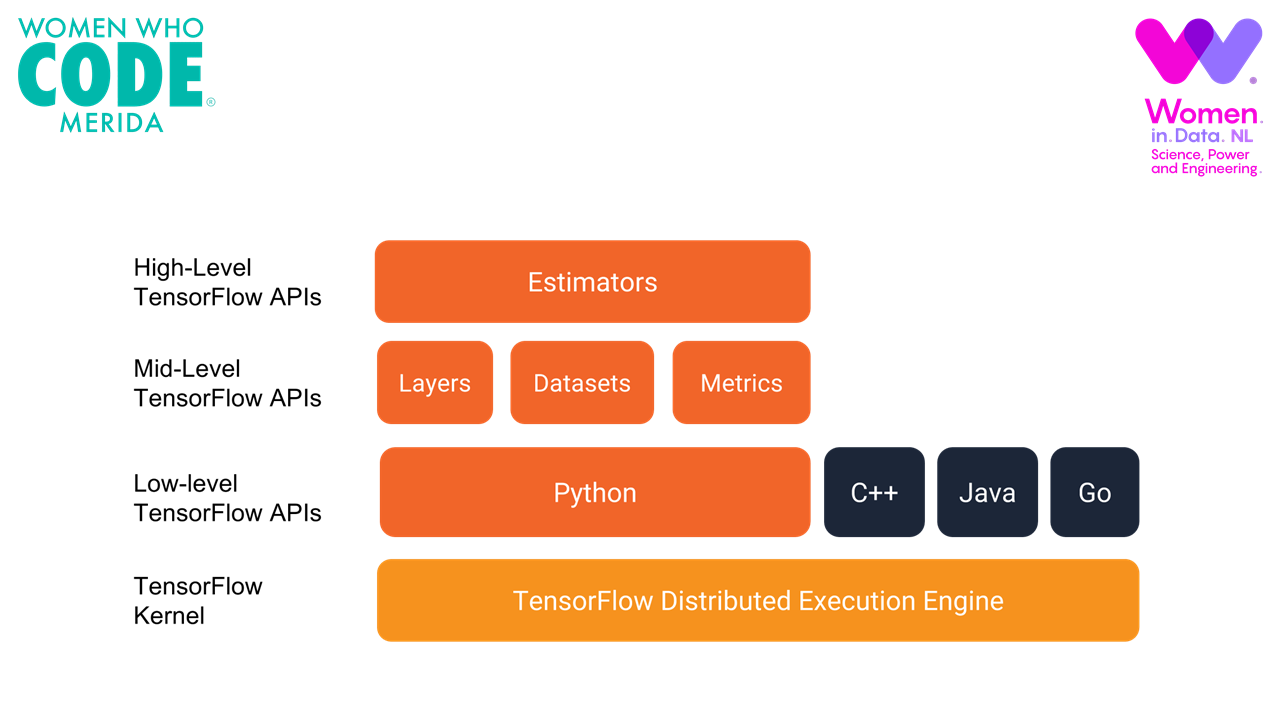 WOMEN WHO
CODE®
MERIDA
Women.
in.Data. NL
Science, Power
and Engineering.
High-Level
TensorFlow APIs
Estimators
Mid-Level
TensorFlow APIs
Layers
Datasets
Metrics
Low-level
TensorFlow APIs
Python
C++
Java
Go
TensorFlow
Kernel
TensorFlow Distributed Execution Engine